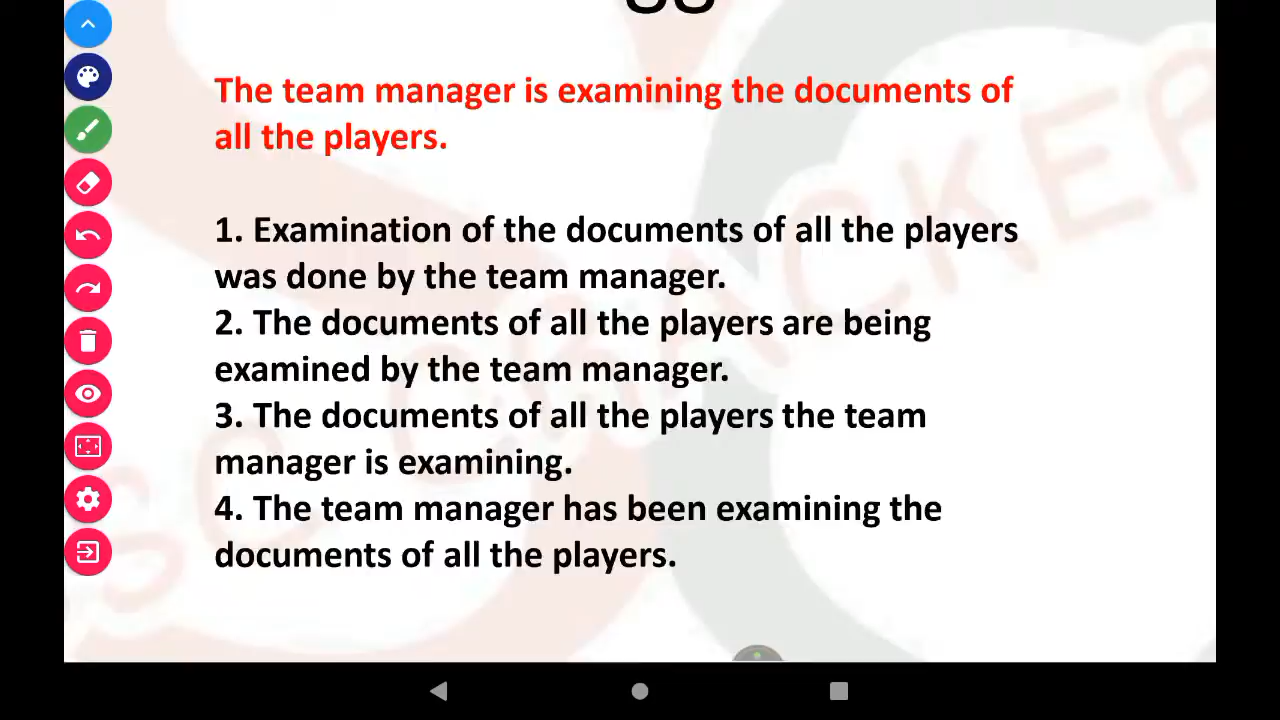 The team manager is examining the documents of
all the players.
1. Examination of the documents of all the players
was done by the team manager.
2. The documents of all the players are being
examined by the team manager.
3. The documents of all the players the team
manager is examining.
4. The team manager has been examining the
documents of all the players.